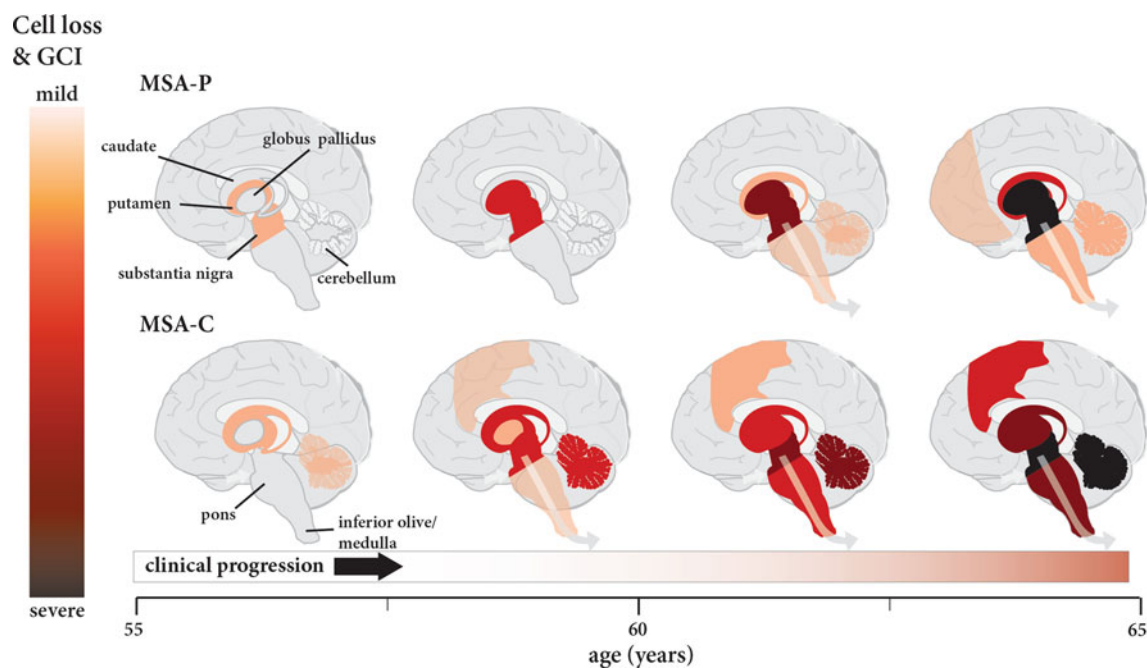 Cell loss
& GCI
mild
severe
MSA-P
caudate
globus pallidus
putamen
substantia nigra
cerebellum
MSA-C
pons
inferior olive/
medulla
clinical progression
55
60
65
age (years)